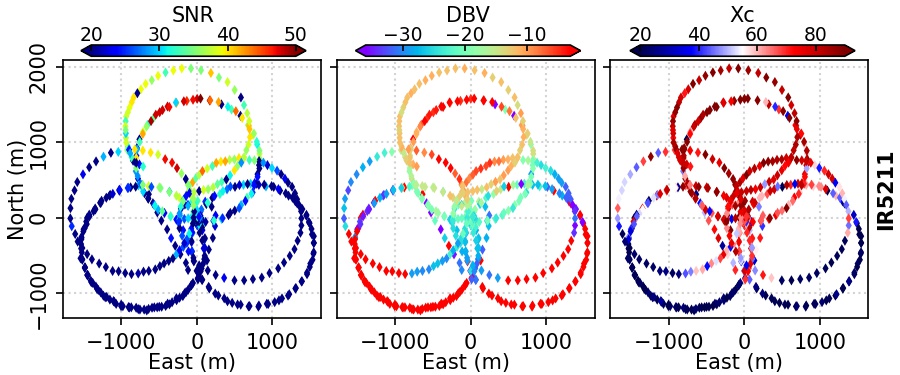 SNR DBV Xc
20 30 40 50 −30 −20 −10 20 40 60 80
2000
1000
0
−1000
North (m)
IR5211
−1000 0 1000 −1000 0 1000 −1000 0 1000
East (m) East (m) East (m)